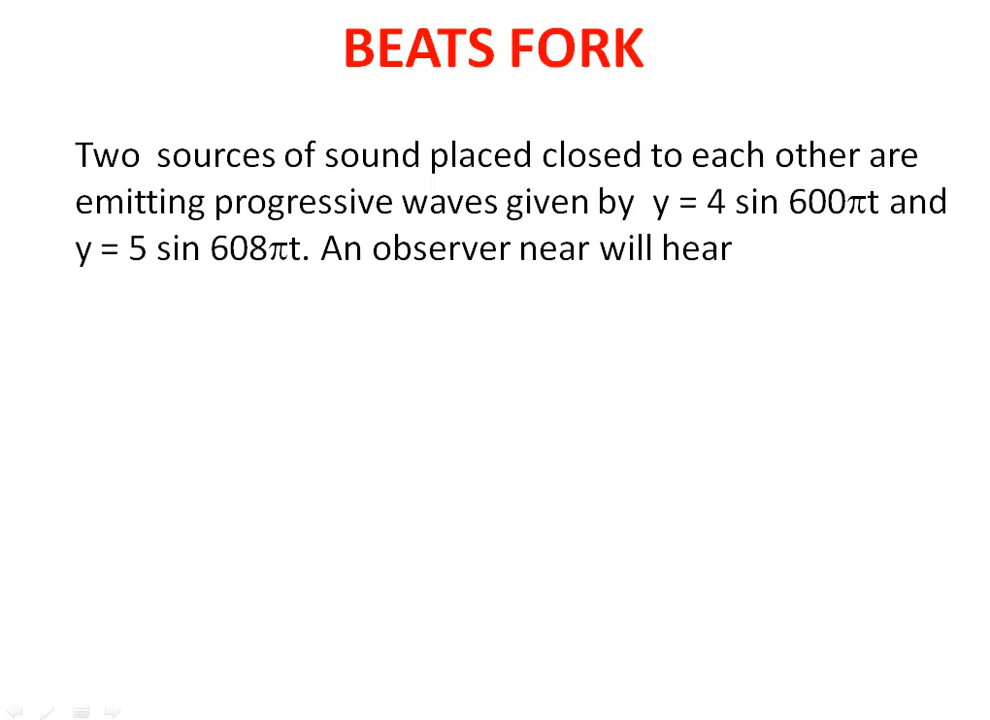 BEATS FORK
Two sources of sound placed closed to each other are
emitting progressive waves given by y = 4 sin 600πt and
y = 5 sin 608πt. An observer near will hear